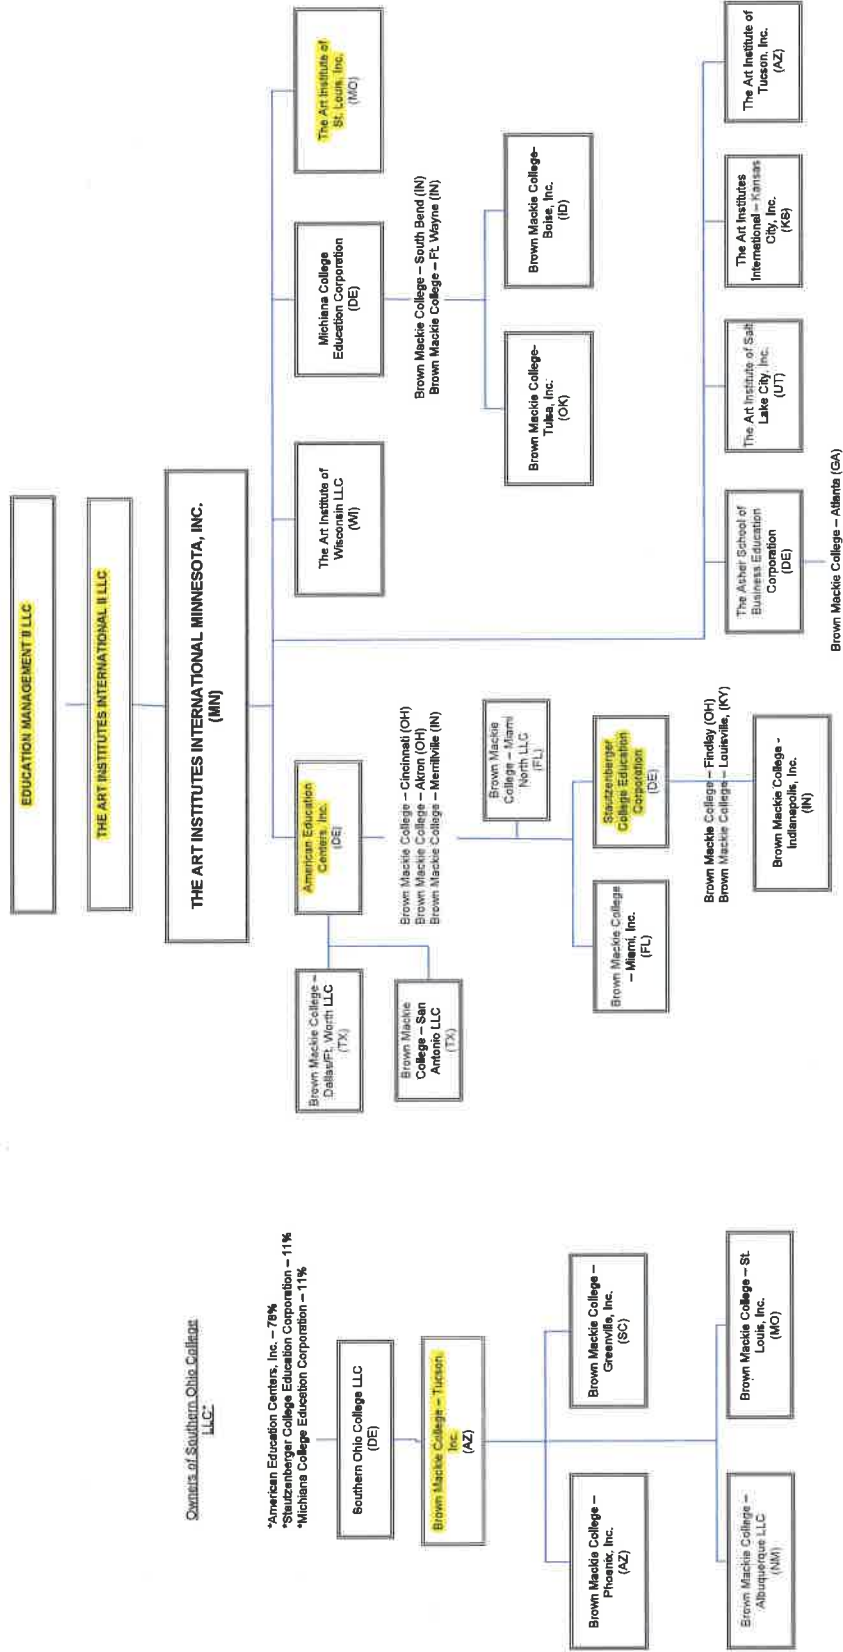 EDUCATION MANAGEMENT II LLC
THE ART INSTITUTES INTERNATIONAL II LLC
THE ART INSTITUTES INTERNATIONAL MINNESOTA, INC.
(MN)
American Education
Centers, Inc.
(DE)
The Art Institute of
Wisconsin LLC
(WI)
Michiana College
Education Corporation
(DE)
The Art Institute of
St. Louis, Inc.
(MO)
Brown Mackie College –
Dallas/Ft. Worth LLC
(TX)
Brown Mackie
College – San
Antonio LLC
(TX)
Brown Mackie College – Cincinnati (OH)
Brown Mackie College – Akron (OH)
Brown Mackie College – Merrillville (IN)
Brown Mackie College – South Bend (IN)
Brown Mackie College – Ft. Wayne (IN)
Brown Mackie
College – Miami
North LLC
(FL)
Brown Mackie College-
Tulsa, Inc.
(OK)
Brown Mackie College-
Boise, Inc.
(ID)
Brown Mackie College
– Miami, Inc.
(FL)
Stautzenberger
College Education
Corporation
(DE)
Brown Mackie College – Findlay (OH)
Brown Mackie College – Louisville, (KY)
Brown Mackie College -
Indianapolis, Inc.
(IN)
The Asher School of
Business Education
Corporation
(DE)
The Art Institute of Salt
Lake City, Inc.
(UT)
The Art Institutes
International – Kansas
City, Inc.
(KS)
The Art Institute of
Tucson, Inc.
(AZ)
Brown Mackie College – Atlanta (GA)
Owners of Southern Ohio College
LLC*
*American Education Centers, Inc. – 78%
*Stautzenberger College Education Corporation – 11%
*Michiana College Education Corporation – 11%
Southern Ohio College LLC
(DE)
Brown Mackie College – Tucson,
Inc.
(AZ)
Brown Mackie College –
Phoenix, Inc.
(AZ)
Brown Mackie College –
Greenville, Inc.
(SC)
Brown Mackie College –
Albuquerque LLC
(NM)
Brown Mackie College – St.
Louis, Inc.
(MO)